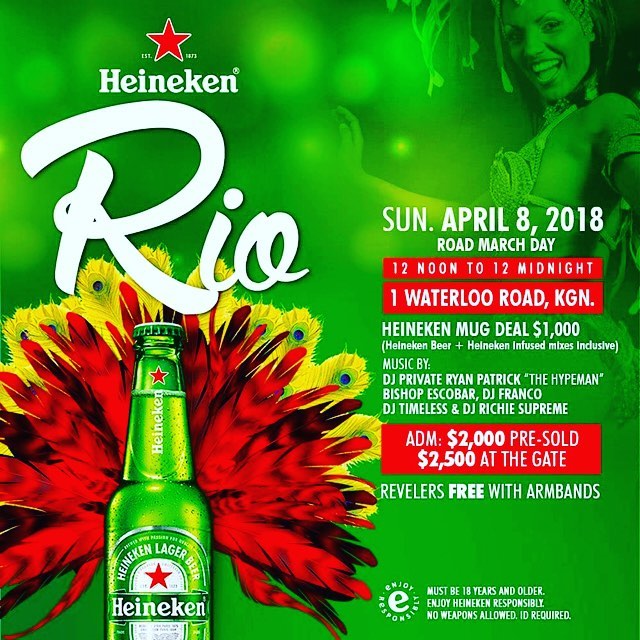 EST. 1873
Heineken®
Rio
SUN. APRIL 8, 2018
ROAD MARCH DAY
12 NOON TO 12 MIDNIGHT
1 WATERLOO ROAD, KGN.
HEINEKEN MUG DEAL $1,000
(Heineken Beer + Heineken infused mixes inclusive)
MUSIC BY:
DJ PRIVATE RYAN PATRICK "THE HYPEMAN"
BISHOP ESCOBAR, DJ FRANCO
DJ TIMELESS & DJ RICHIE SUPREME
ADM: $2,000 PRE-SOLD
$2,500 AT THE GATE
REVELERS FREE WITH ARMBANDS
Heineken
HEINEKEN LAGER BEER
Heineken®
e
ENJOY RESPONSIBLY
MUST BE 18 YEARS AND OLDER.
ENJOY HEINEKEN RESPONSIBLY.
NO WEAPONS ALLOWED. ID REQUIRED.